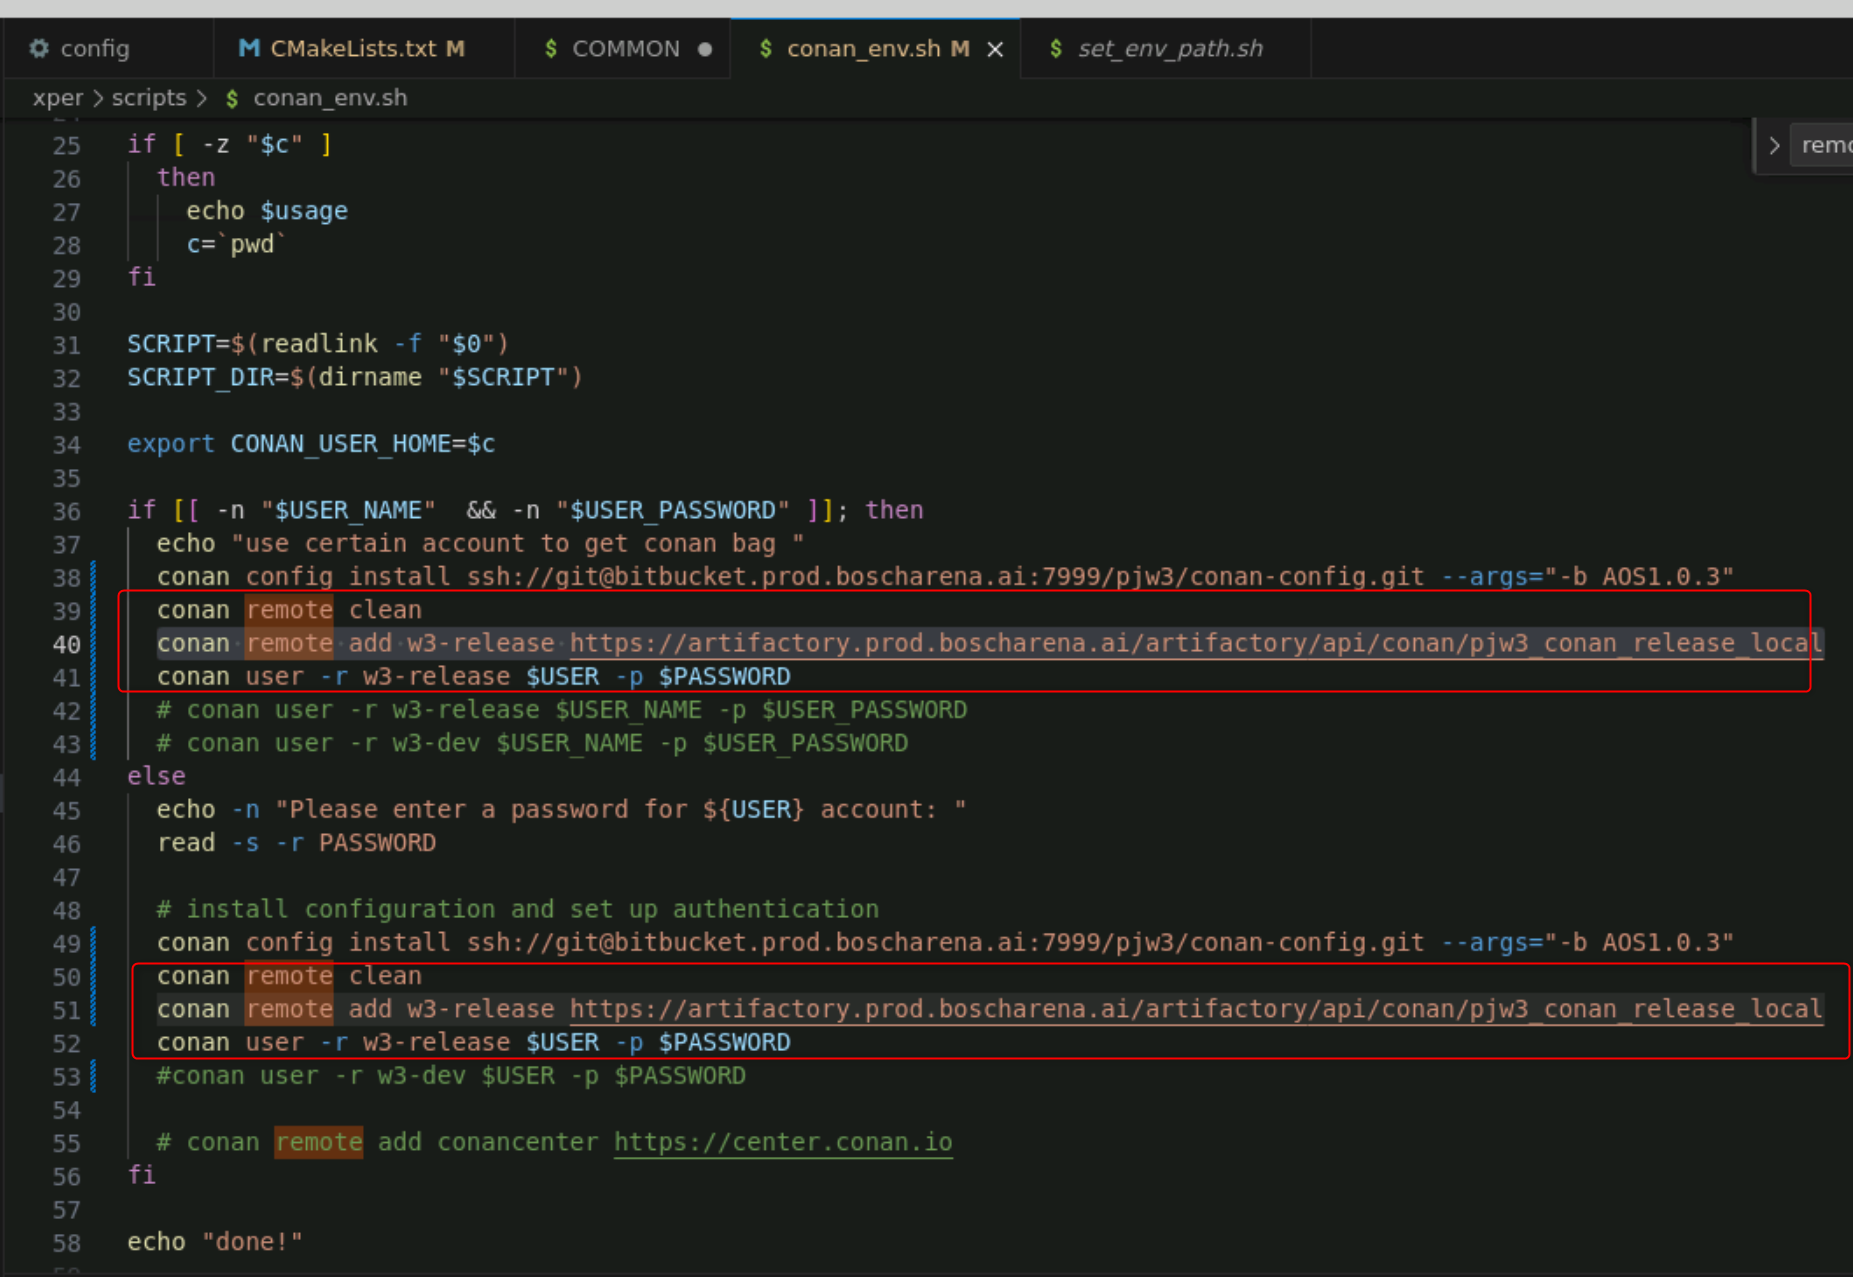 config
CMakeLists.txt M
$ COMMON
$ conan_env.sh M
$ set_env_path.sh
xper > scripts > $ conan_env.sh
25 if [ -z "$c" ]
26 then
27 echo $usage
28 c=`pwd`
29 fi
30
31 SCRIPT=$(readlink -f "$0")
32 SCRIPT_DIR=$(dirname "$SCRIPT")
33
34 export CONAN_USER_HOME=$c
35
36 if [[ -n "$USER_NAME"  && -n "$USER_PASSWORD" ]]; then
37 echo "use certain account to get conan bag "
38 conan config install ssh://git@bitbucket.prod.boscharena.ai:7999/pjw3/conan-config.git --args="-b AOS1.0.3"
39 conan remote clean
40 conan remote add w3-release https://artifactory.prod.boscharena.ai/artifactory/api/conan/pjw3_conan_release_local
41 conan user -r w3-release $USER -p $PASSWORD
42 # conan user -r w3-release $USER_NAME -p $USER_PASSWORD
43 # conan user -r w3-dev $USER_NAME -p $USER_PASSWORD
44 else
45 echo -n "Please enter a password for ${USER} account: "
46 read -s -r PASSWORD
47
48 # install configuration and set up authentication
49 conan config install ssh://git@bitbucket.prod.boscharena.ai:7999/pjw3/conan-config.git --args="-b AOS1.0.3"
50 conan remote clean
51 conan remote add w3-release https://artifactory.prod.boscharena.ai/artifactory/api/conan/pjw3_conan_release_local
52 conan user -r w3-release $USER -p $PASSWORD
53 #conan user -r w3-dev $USER -p $PASSWORD
54
55 # conan remote add conancenter https://center.conan.io
56 fi
57
58 echo "done!"